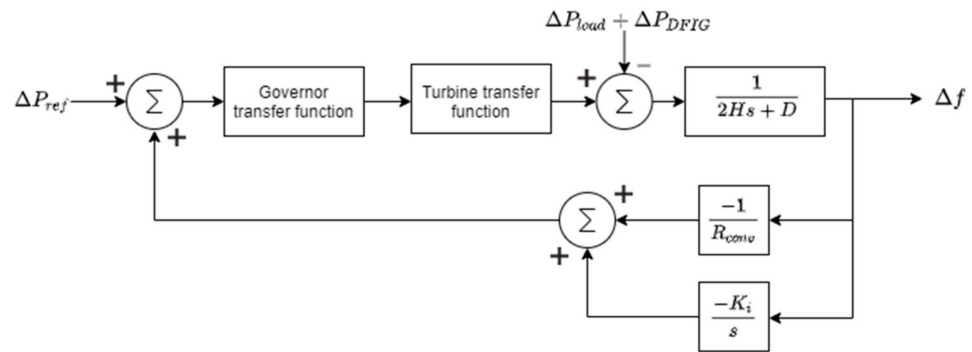 ΔP_load + ΔP_DFIG
+
ΔP_ref
Σ
+
Governor
transfer function
Turbine transfer
function
+
−
Σ
1
2Hs + D
Δf
+
Σ
+
−1
R_conv
−K_i
s